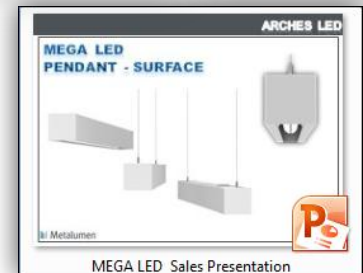 ARCHES LED
MEGA LED
PENDANT - SURFACE
Metalumen
P
MEGA LED Sales Presentation